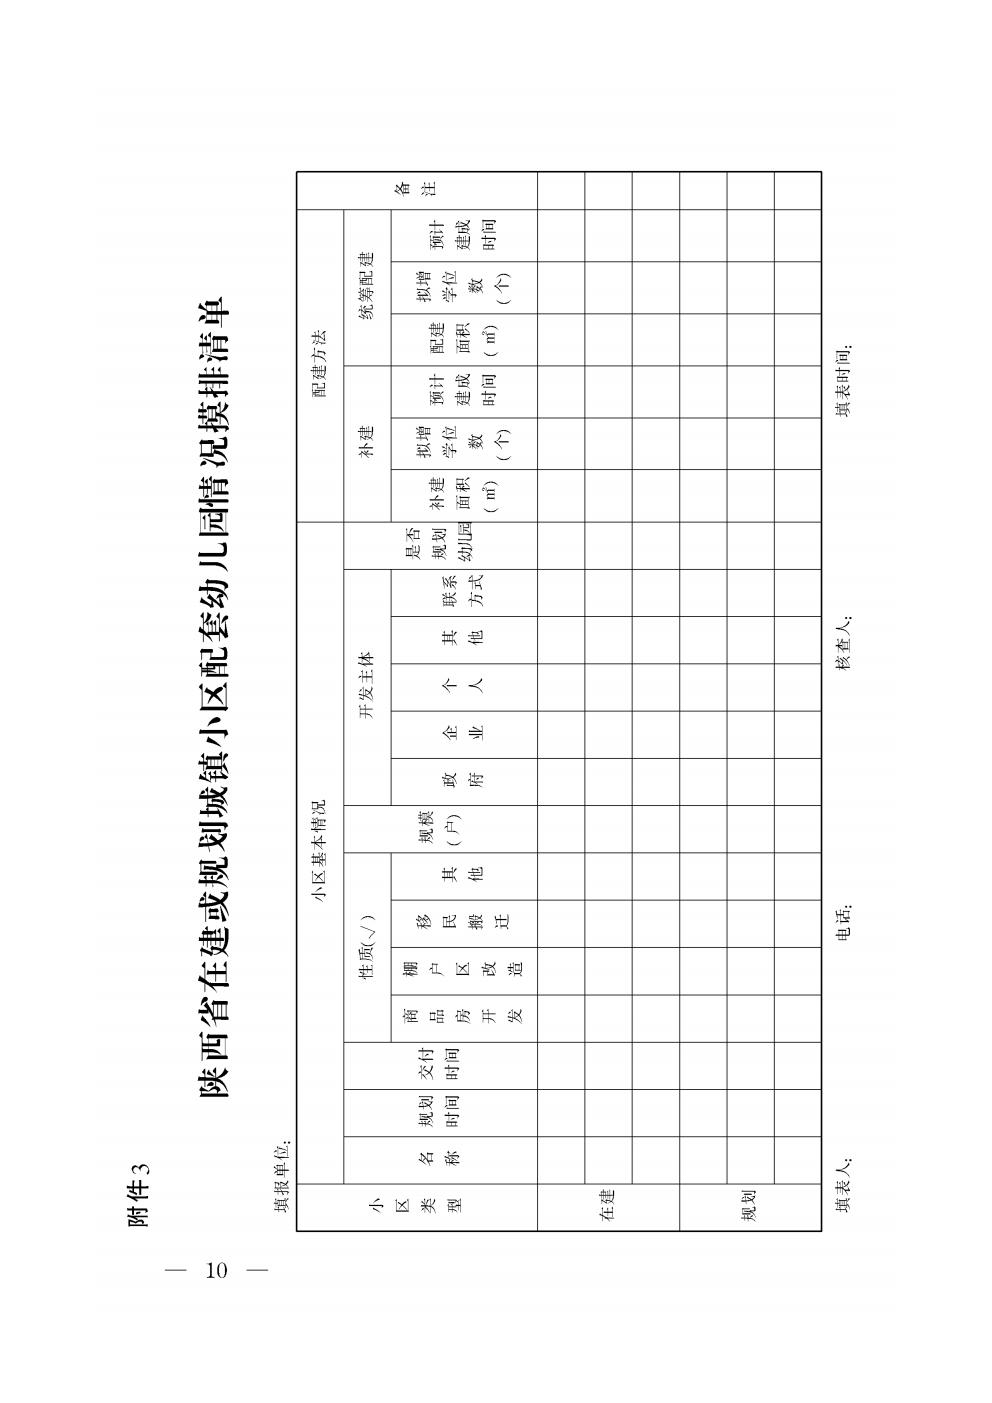 附件3
陕西省在建或规划城镇小区配套幼儿园情况摸排清单
填报单位:
小区类型
小区基本情况
配建方法
备注
名称
规划时间
交付时间
性质(√)
规模(户)
开发主体
是否规划幼儿园
补建
统筹配建
商品房开发
棚户区改造
移民搬迁
其他
政府
企业
个人
其他
联系方式
补建面积(㎡)
拟增学位数(个)
预计建成时间
配建面积(㎡)
拟增学位数(个)
预计建成时间
在建
规划
填表人:
电话:
核查人:
填表时间:
— 10 —